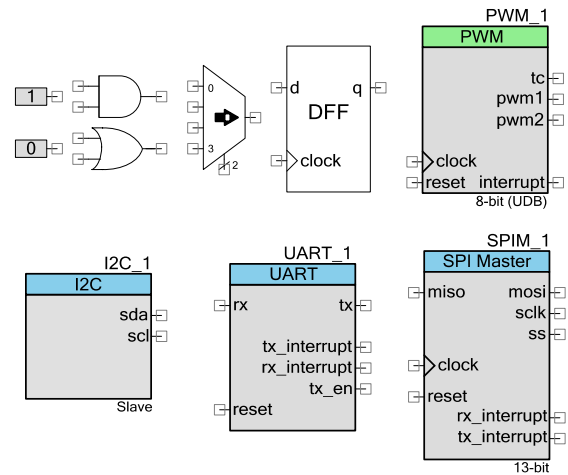 PWM_1
PWM
1
0
0
3
2
d
q
DFF
clock
tc
pwm1
pwm2
clock
reset
interrupt
8-bit (UDB)
I2C_1
I2C
sda
scl
Slave
UART_1
UART
rx
tx
tx_interrupt
rx_interrupt
tx_en
reset
SPIM_1
SPI Master
miso
mosi
sclk
ss
clock
reset
rx_interrupt
tx_interrupt
13-bit